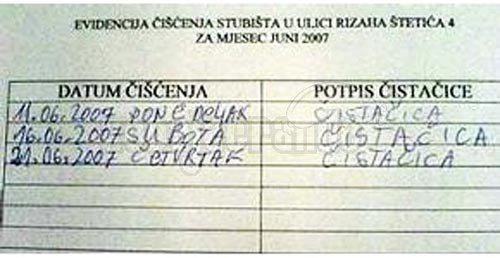 EVIDENCIJA ČIŠĆENJA STUBIŠTA U ULICI RIZAHA ŠTETIĆA 4
ZA MJESEC JUNI 2007
DATUM ČIŠĆENJA POTPIS ČISTAČICE
11.06.2007 PONEDELJAK ČISTAČICA
16.06.2007 SUBOTA ČISTAČICA
21.06.2007 ČETVRTAK ČISTAČICA